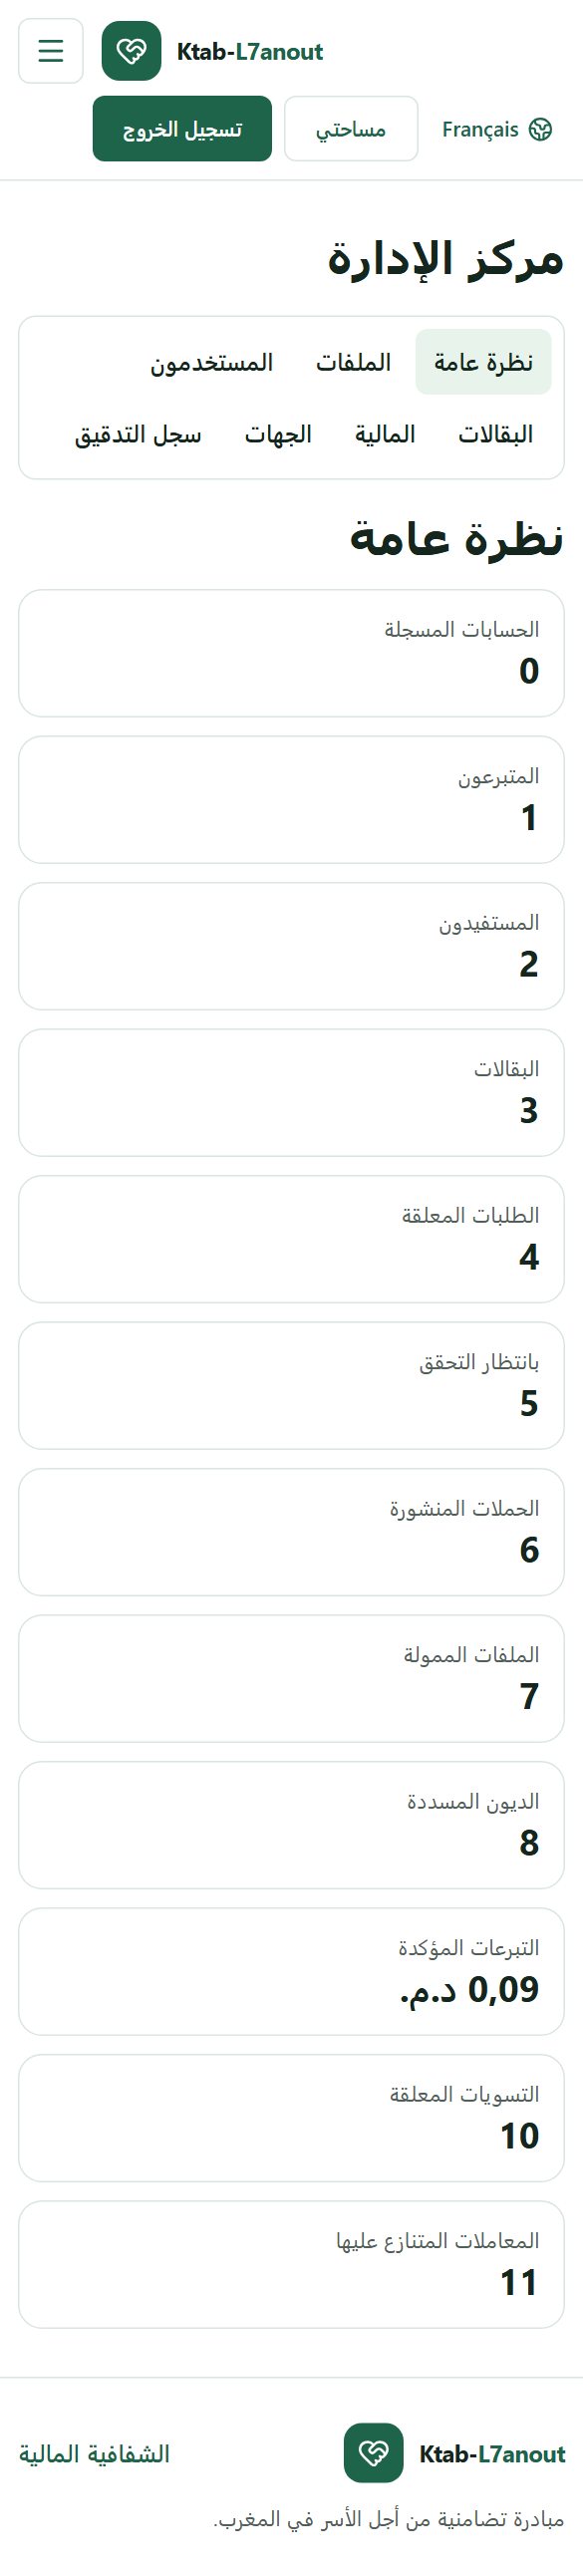 Ktab-L7anout
Français
مساحتي
تسجيل الخروج
مركز الإدارة
نظرة عامة الملفات المستخدمون
البقالات المالية الجهات سجل التدقيق
نظرة عامة
الحسابات المسجلة
0
المتبرعون
1
المستفيدون
2
البقالات
3
الطلبات المعلقة
4
بانتظار التحقق
5
الحملات المنشورة
6
الملفات الممولة
7
الديون المسددة
8
التبرعات المؤكدة
0,09 د.م.
التسويات المعلقة
10
المعاملات المتنازع عليها
11
Ktab-L7anout
الشفافية المالية
مبادرة تضامنية من أجل الأسر في المغرب.